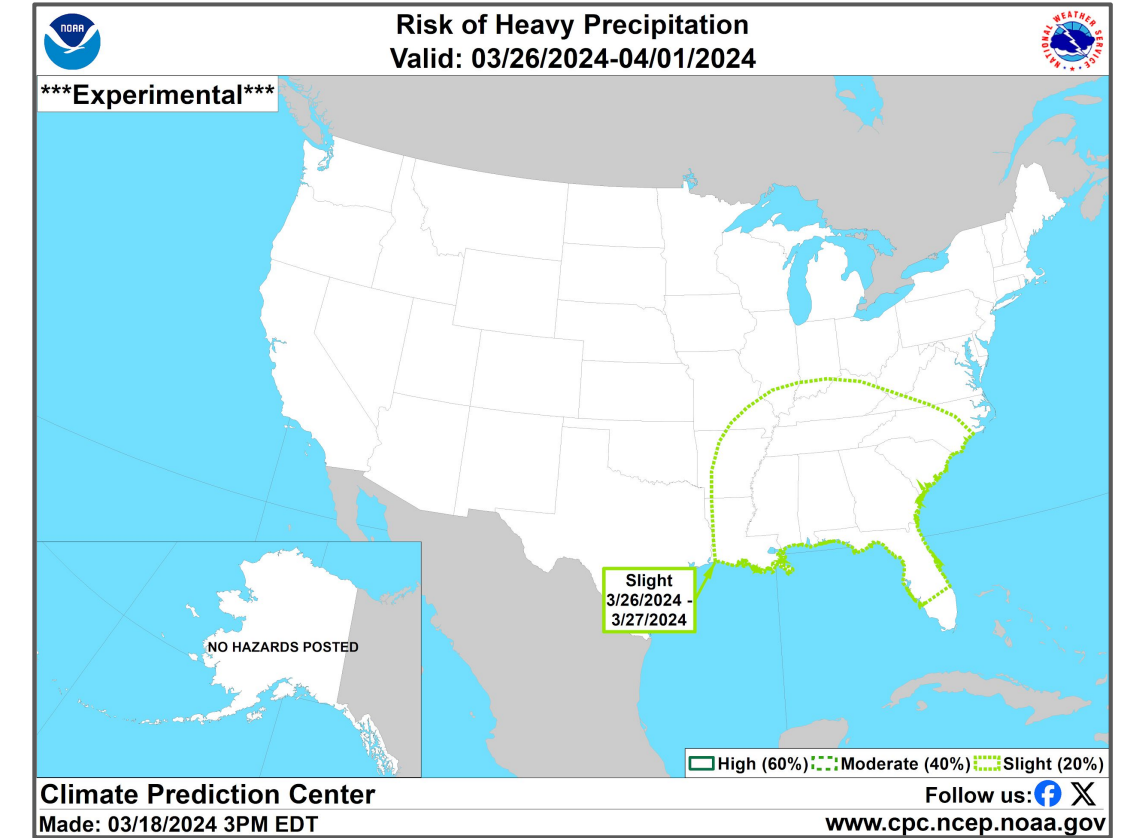 NOAA
Risk of Heavy Precipitation
Valid: 03/26/2024-04/01/2024
NATIONAL WEATHER SERVICE
***Experimental***
Slight
3/26/2024 -
3/27/2024
NO HAZARDS POSTED
High (60%) Moderate (40%) Slight (20%)
Climate Prediction Center
Follow us:
Made: 03/18/2024 3PM EDT
www.cpc.ncep.noaa.gov